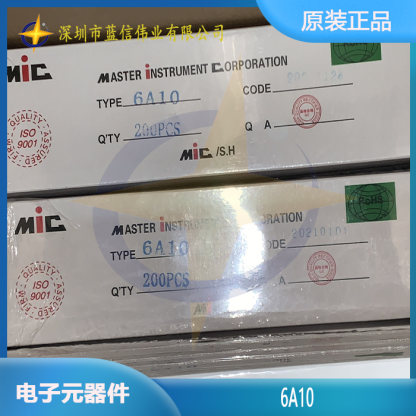 深圳市蓝信伟业有限公司
原装正品
MIC
MASTER INSTRUMENT CORPORATION
TYPE 6A10 CODE
Q'TY 200PCS Q A
MIC /S.H
QUALITY ASSURED FIRM
ISO 9001
RoHS
MIC
MASTER INSTRUMENT CORPORATION
TYPE 6A10
Q'TY 200PCS A
QUALITY ASSURED FIRM
ISO 9001
电子元器件
6A10